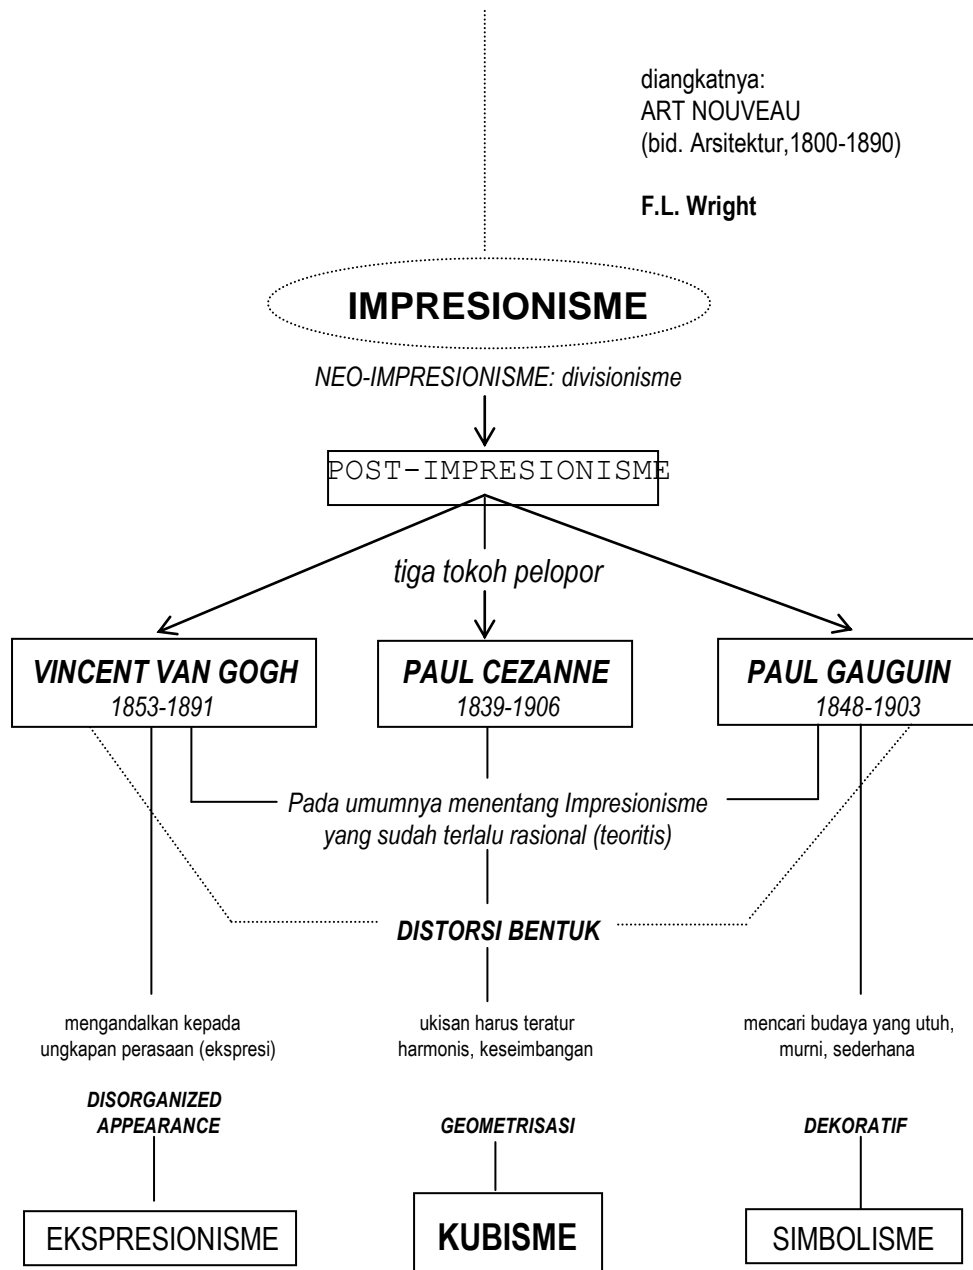 diangkatnya:
ART NOUVEAU
(bid. Arsitektur,1800-1890)
F.L. Wright
IMPRESIONISME
NEO-IMPRESIONISME: divisionisme
POST-IMPRESIONISME
tiga tokoh pelopor
VINCENT VAN GOGH
1853-1891
PAUL CEZANNE
1839-1906
PAUL GAUGUIN
1848-1903
Pada umumnya menentang Impresionisme
yang sudah terlalu rasional (teoritis)
DISTORSI BENTUK
mengandalkan kepada
ungkapan perasaan (ekspresi)
ukisan harus teratur
harmonis, keseimbangan
mencari budaya yang utuh,
murni, sederhana
DISORGANIZED
APPEARANCE
GEOMETRISASI
DEKORATIF
EKSPRESIONISME
KUBISME
SIMBOLISME